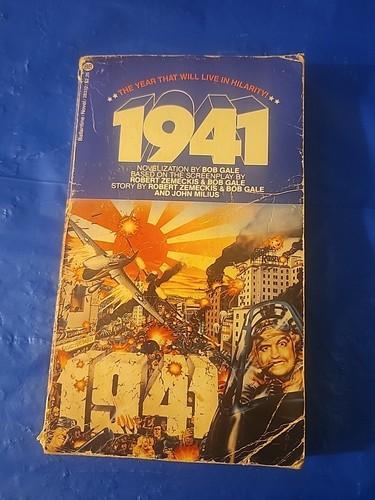 ★★ THE YEAR THAT WILL LIVE IN HILARITY! ★★
1941
NOVELIZATION BY BOB GALE
BASED ON THE SCREENPLAY BY
ROBERT ZEMECKIS & BOB GALE
STORY BY ROBERT ZEMECKIS & BOB GALE
AND JOHN MILIUS
1941